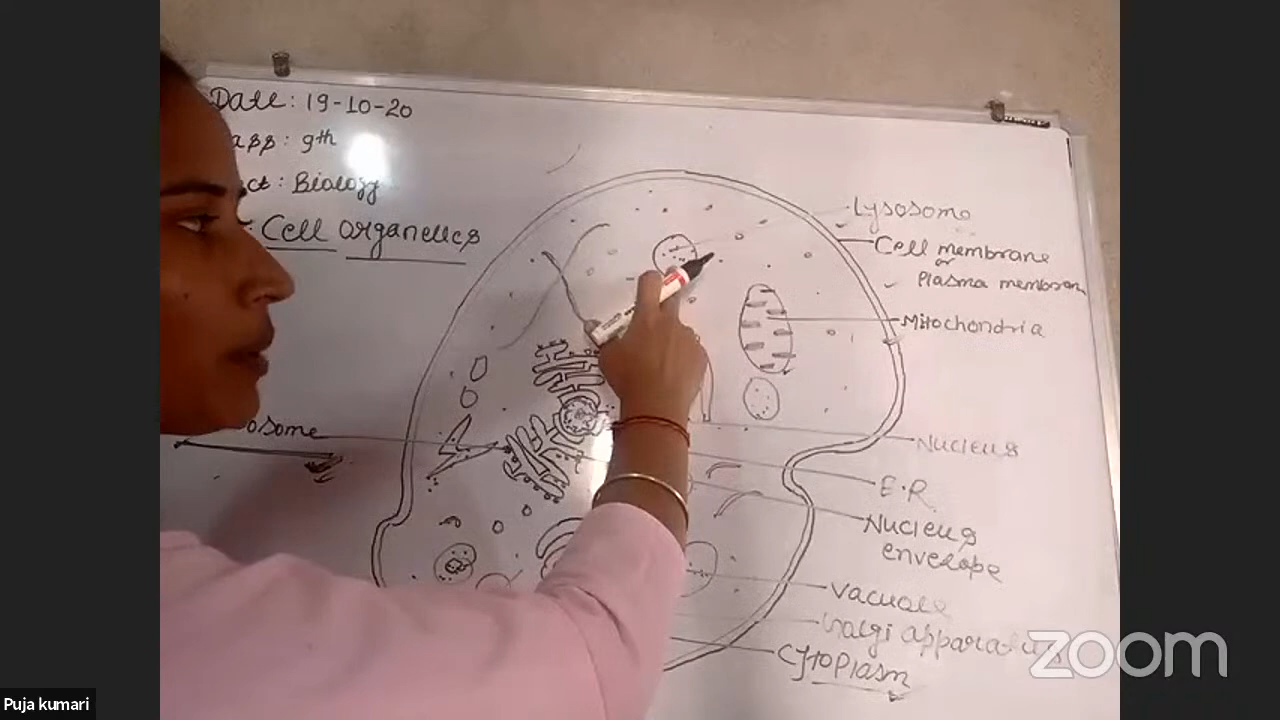 Date: 19-10-20
9th
Biology
Cell organelles
Lysosome
Cell membrane
or
Plasma membrane
Mitochondria
Nucleus
E.R
Nucleus
envelope
Vacuole
Golgi apparatus
Cytoplasm
zoom
Puja kumari